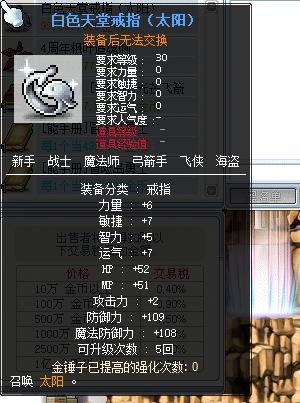 白色天堂戒指（太阳）
装备后无法交换
要求等级: 30
要求力量: 0
要求敏捷: 0
要求智力: 0
要求运气: 0
要求人气度: -
道具等级: -
道具经验值: -
新手 战士 魔法师 弓箭手 飞侠 海盗
装备分类 : 戒指
力量 : +6
敏捷 : +7
智力 : +5
运气 : +7
HP : +52
MP : +51
攻击力 : +2
防御力 : +109
魔法防御力 : +108
可升级次数 : 5回
金锤子已提高的强化次数: 0
召唤 太阳 。